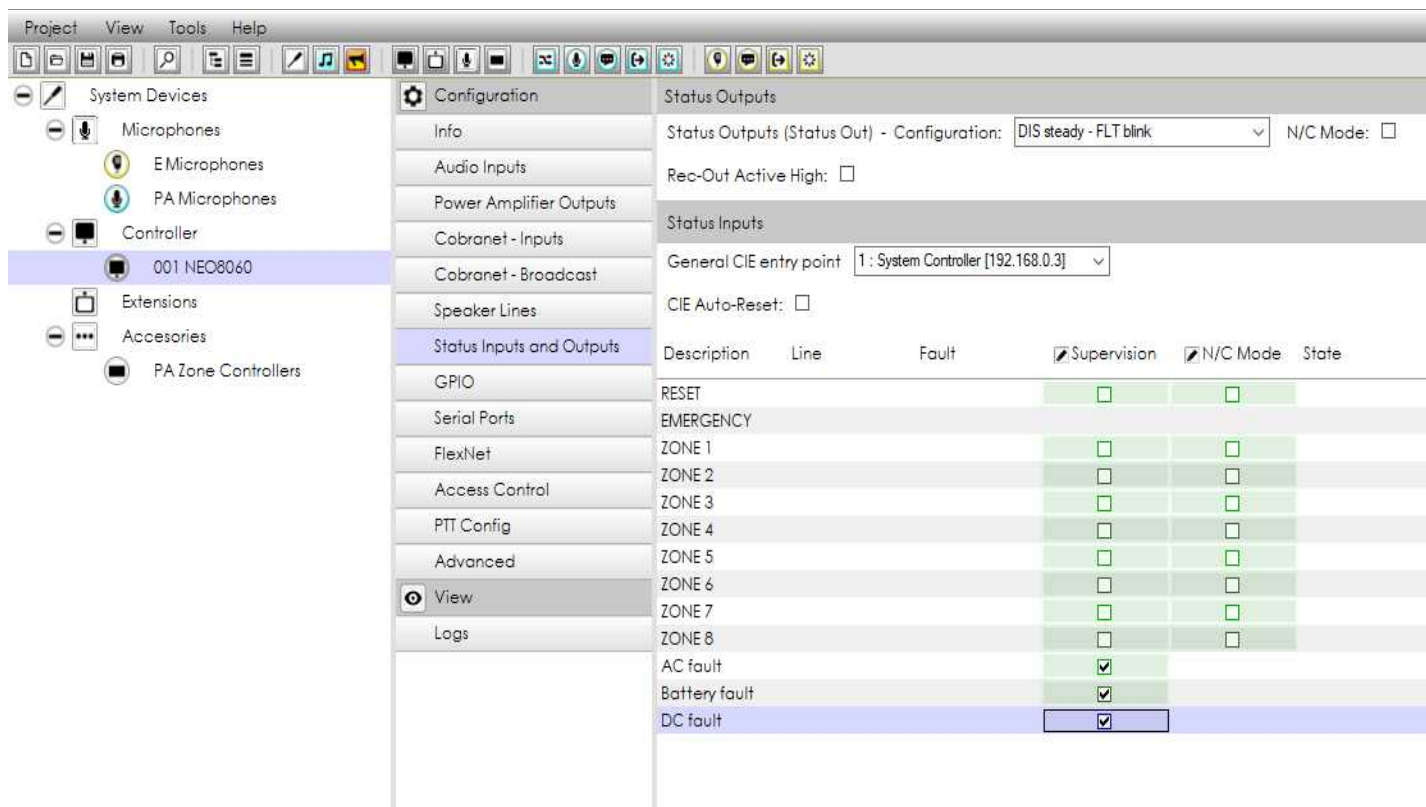 Project View Tools Help
System Devices
Microphones
E Microphones
PA Microphones
Controller
001 NEO8060
Extensions
Accesories
PA Zone Controllers
Configuration
Info
Audio Inputs
Power Amplifier Outputs
Cobranet - Inputs
Cobranet - Broadcast
Speaker Lines
Status Inputs and Outputs
GPIO
Serial Ports
FlexNet
Access Control
PTT Config
Advanced
View
Logs
Status Outputs
Status Outputs (Status Out) - Configuration: DIS steady - FLT blink N/C Mode:
Rec-Out Active High:
Status Inputs
General CIE entry point 1 : System Controller [192.168.0.3]
CIE Auto-Reset:
Description Line Fault Supervision N/C Mode State
RESET
EMERGENCY
ZONE 1
ZONE 2
ZONE 3
ZONE 4
ZONE 5
ZONE 6
ZONE 7
ZONE 8
AC fault
Battery fault
DC fault